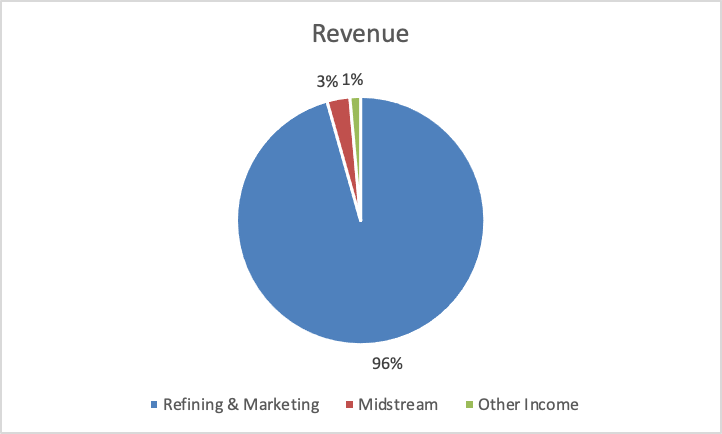 Revenue
3% 1%
96%
Refining & Marketing Midstream Other Income